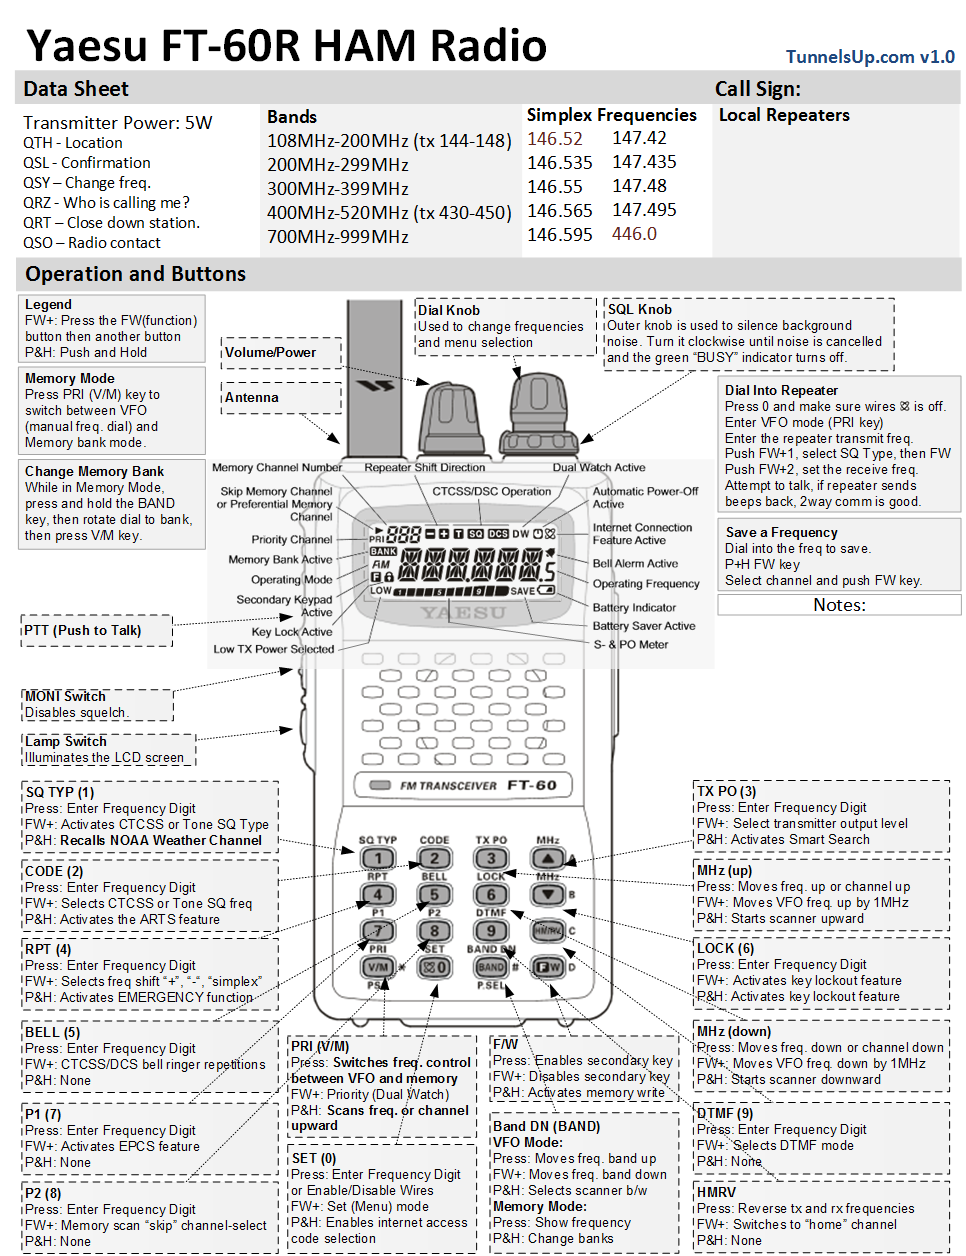 Yaesu FT-60R HAM Radio
TunnelsUp.com v1.0
Data Sheet
Call Sign:
Transmitter Power: 5W
QTH - Location
QSL - Confirmation
QSY – Change freq.
QRZ - Who is calling me?
QRT – Close down station.
QSO – Radio contact
Bands
108MHz-200MHz (tx 144-148)
200MHz-299MHz
300MHz-399MHz
400MHz-520MHz (tx 430-450)
700MHz-999MHz
Simplex Frequencies
146.52 147.42
146.535 147.435
146.55 147.48
146.565 147.495
146.595 446.0
Local Repeaters
Operation and Buttons
Legend
FW+: Press the FW(function)
button then another button
P&H: Push and Hold
Memory Mode
Press PRI (V/M) key to
switch between VFO
(manual freq. dial) and
Memory bank mode.
Change Memory Bank
While in Memory Mode,
press and hold the BAND
key, then rotate dial to bank,
then press V/M key.
Volume/Power
Antenna
Dial Knob
Used to change frequencies
and menu selection
SQL Knob
Outer knob is used to silence background
noise. Turn it clockwise until noise is cancelled
and the green “BUSY” indicator turns off.
Dial Into Repeater
Press 0 and make sure wires is off.
Enter VFO mode (PRI key)
Enter the repeater transmit freq.
Push FW+1, select SQ Type, then FW
Push FW+2, set the receive freq.
Attempt to talk, if repeater sends
beeps back, 2way comm is good.
Save a Frequency
Dial into the freq to save.
P+H FW key
Select channel and push FW key.
Notes:
Memory Channel Number
Repeater Shift Direction
Dual Watch Active
Skip Memory Channel
or Preferential Memory
Channel
CTCSS/DSC Operation
Automatic Power-Off
Active
Priority Channel
Internet Connection
Feature Active
Memory Bank Active
Bell Alarm Active
Operating Mode
Operating Frequency
Secondary Keypad
Active
Battery Indicator
Key Lock Active
Battery Saver Active
Low TX Power Selected
S- & PO Meter
PRI 888 - + T SQ DCS DW
BANK
AM
F
.5
LOW 1 5 9 SAVE
YAESU
PTT (Push to Talk)
MONI Switch
Disables squelch.
Lamp Switch
Illuminates the LCD screen
FM TRANSCEIVER FT-60
SQ TYP CODE TX PO MHz
1 2 3 A
RPT BELL LOCK MHz
4 5 6 B
P1 P2 DTMF
7 8 9 HM/RV C
PRI SET BAND DN
V/M * 0 BAND # F W D
PS P.SEL
SQ TYP (1)
Press: Enter Frequency Digit
FW+: Activates CTCSS or Tone SQ Type
P&H: Recalls NOAA Weather Channel
CODE (2)
Press: Enter Frequency Digit
FW+: Selects CTCSS or Tone SQ freq
P&H: Activates the ARTS feature
RPT (4)
Press: Enter Frequency Digit
FW+: Selects freq shift “+”, “-“, “simplex”
P&H: Activates EMERGENCY function
BELL (5)
Press: Enter Frequency Digit
FW+: CTCSS/DCS bell ringer repetitions
P&H: None
P1 (7)
Press: Enter Frequency Digit
FW+: Activates EPCS feature
P&H: None
P2 (8)
Press: Enter Frequency Digit
FW+: Memory scan “skip” channel-select
P&H: None
PRI (V/M)
Press: Switches freq. control
between VFO and memory
FW+: Priority (Dual Watch)
P&H: Scans freq. or channel
upward
SET (0)
Press: Enter Frequency Digit
or Enable/Disable Wires
FW+: Set (Menu) mode
P&H: Enables internet access
code selection
F/W
Press: Enables secondary key
FW+: Disables secondary key
P&H: Activates memory write
Band DN (BAND)
VFO Mode:
Press: Moves freq. band up
FW+: Moves freq. band down
P&H: Selects scanner b/w
Memory Mode:
Press: Show frequency
P&H: Change banks
TX PO (3)
Press: Enter Frequency Digit
FW+: Select transmitter output level
P&H: Activates Smart Search
MHz (up)
Press: Moves freq. up or channel up
FW+: Moves VFO freq. up by 1MHz
P&H: Starts scanner upward
LOCK (6)
Press: Enter Frequency Digit
FW+: Activates key lockout feature
P&H: Activates key lockout feature
MHz (down)
Press: Moves freq. down or channel down
FW+: Moves VFO freq. down by 1MHz
P&H: Starts scanner downward
DTMF (9)
Press: Enter Frequency Digit
FW+: Selects DTMF mode
P&H: None
HMRV
Press: Reverse tx and rx frequencies
FW+: Switches to “home” channel
P&H: None